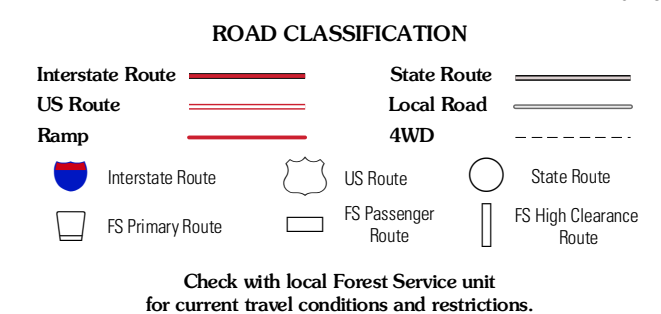 ROAD CLASSIFICATION
Interstate Route
State Route
US Route
Local Road
Ramp
4WD
Interstate Route
US Route
State Route
FS Primary Route
FS Passenger
Route
FS High Clearance
Route
Check with local Forest Service unit
for current travel conditions and restrictions.